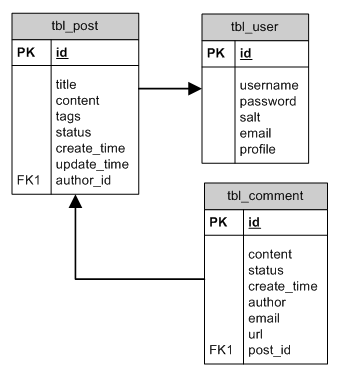 tbl_post
PK id
title
content
tags
status
create_time
update_time
FK1 author_id
tbl_user
PK id
username
password
salt
email
profile
tbl_comment
PK id
content
status
create_time
author
email
url
FK1 post_id